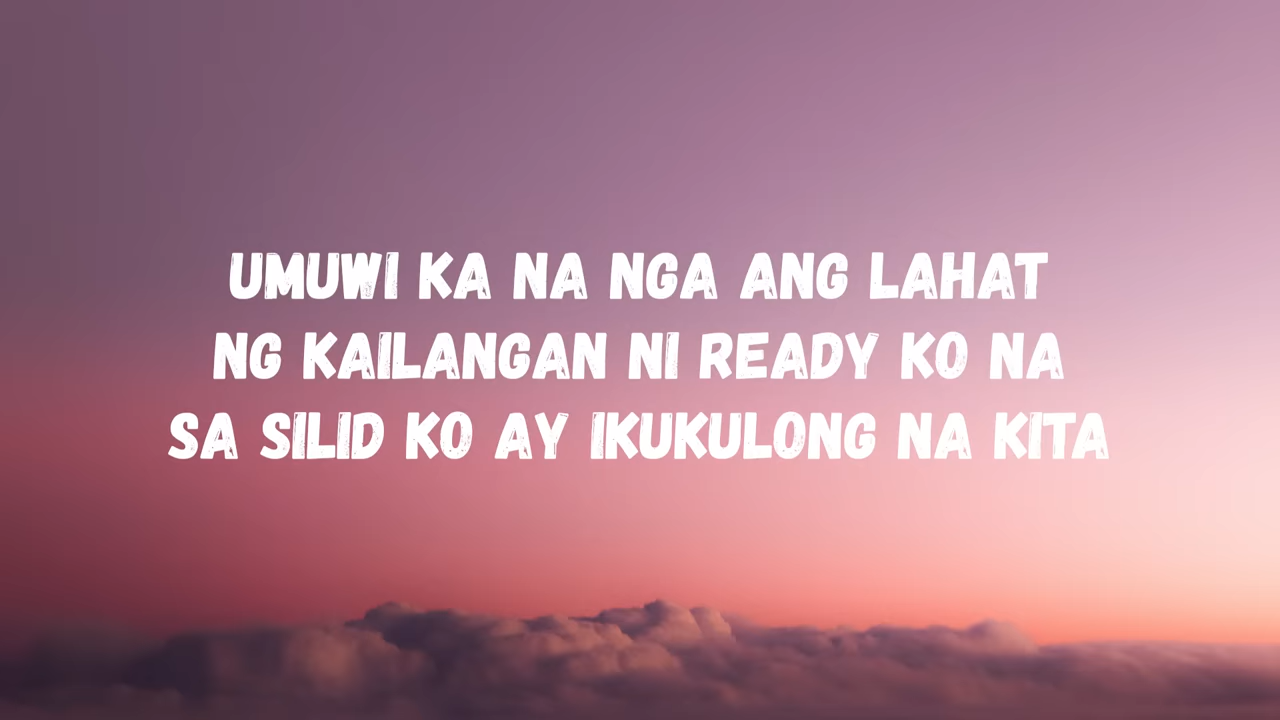 UMUWI KA NA NGA ANG LAHAT
NG KAILANGAN NI READY KO NA
SA SILID KO AY IKUKULONG NA KITA